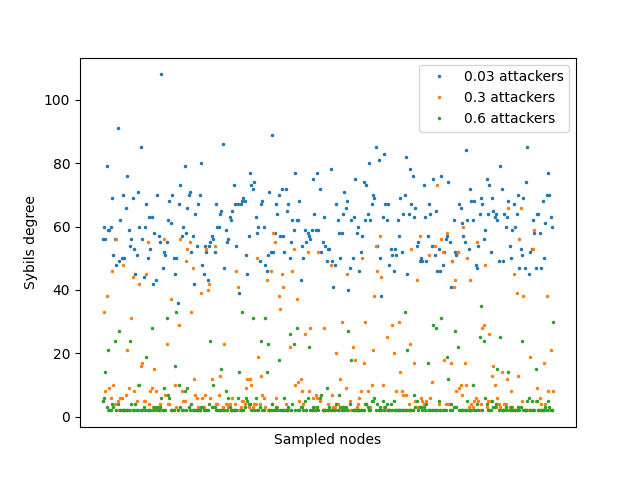 0.03 attackers
0.3 attackers
0.6 attackers
100
80
60
40
20
0
Sybils degree
Sampled nodes